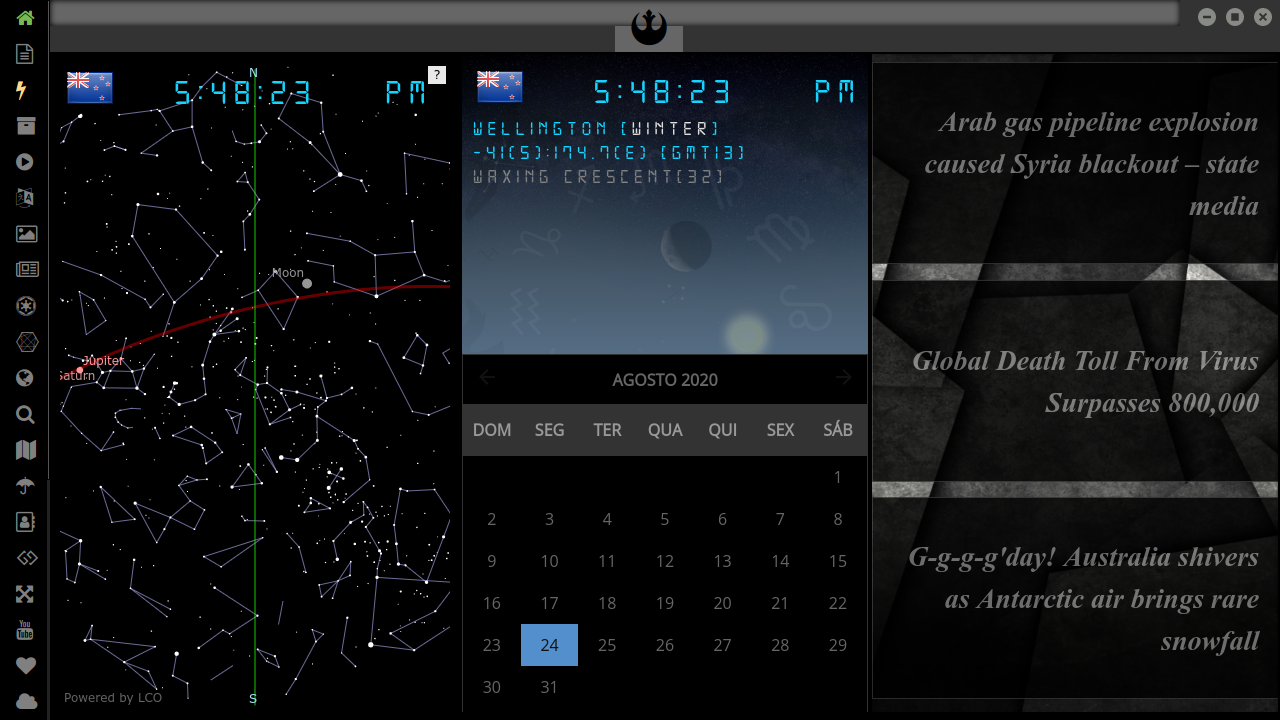 N
5:48:23 PM
?
Moon
Jupiter
Saturn
Powered by LCO
S
5:48:23 PM
WELLINGTON [WINTER]
-41(S):174.7(E) [GMT13]
WAXING CRESCENT[32]
AGOSTO 2020
DOM SEG TER QUA QUI SEX SÁB
1
2 3 4 5 6 7 8
9 10 11 12 13 14 15
16 17 18 19 20 21 22
23 24 25 26 27 28 29
30 31
Arab gas pipeline explosion
caused Syria blackout – state
media
Global Death Toll From Virus
Surpasses 800,000
G-g-g-g'day! Australia shivers
as Antarctic air brings rare
snowfall
You
Tube